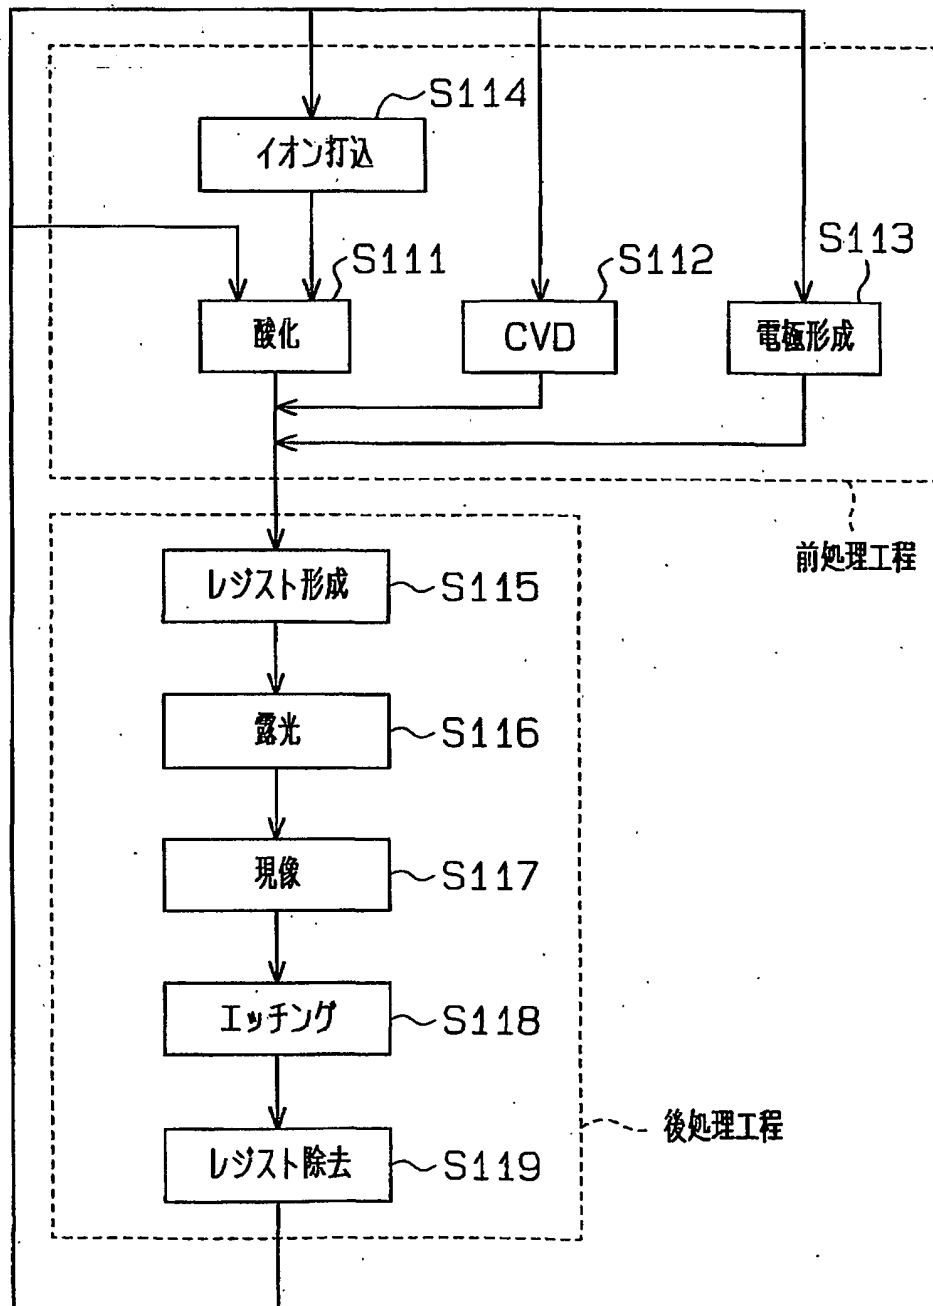 S114
イオン打込
S111
S112
S113
酸化
CVD
電極形成
前処理工程
レジスト形成
S115
露光
S116
現像
S117
エッチング
S118
後処理工程
レジスト除去
S119